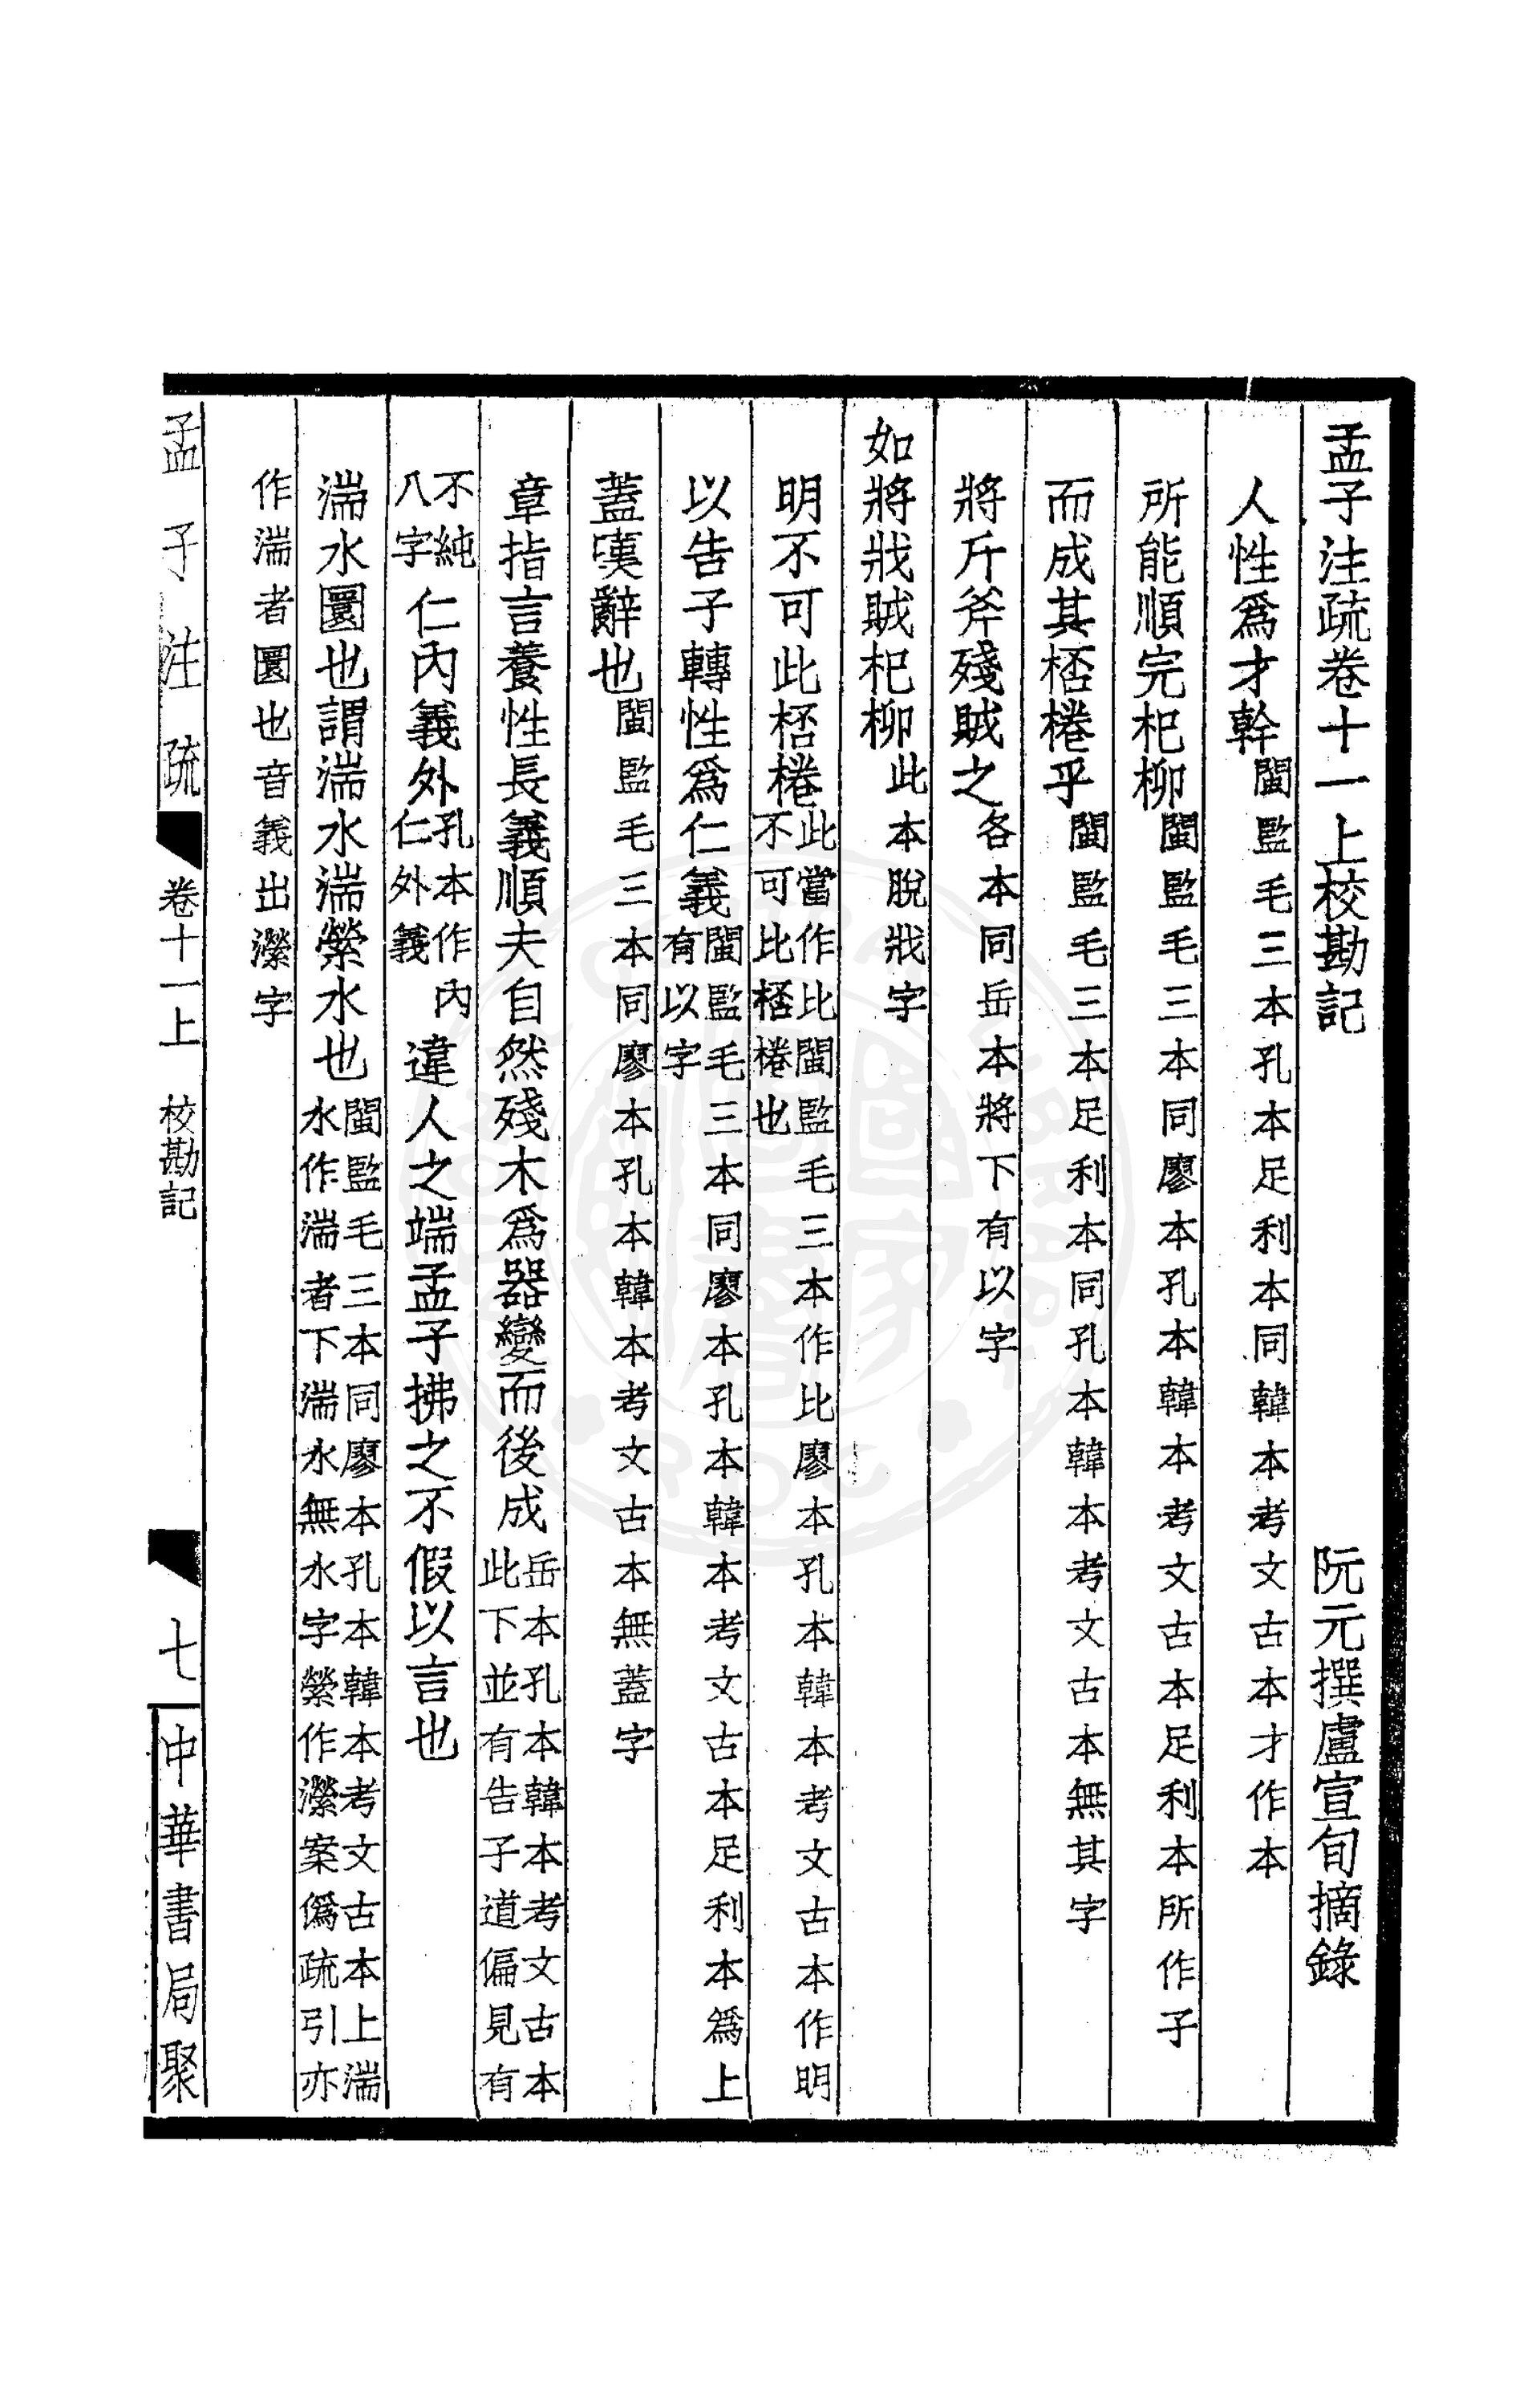 孟子注疏卷十一上校勘記　阮元撰盧宣旬摘錄
人性爲才幹閩監毛三本孔本足利本同韓本考文古本才作本
所能順完杞柳閩監毛三本同廖本孔本韓本考文古本足利本所作子
而成其桮棬乎閩監毛三本足利本同孔本韓本考文古本無其字
將斤斧殘賊之各本同岳本將下有以字
如將戕賊杞柳此本脫戕字
明不可此桮棬此當作比閩監毛三本作比廖本孔本韓本考文古本作明不可比桮棬也
以告子轉性爲仁義閩監毛三本同廖本孔本韓本考文古本足利本爲上有以字
蓋嘆辭也閩監毛三本同廖本孔本韓本考文古本無蓋字
章指言養性長義順夫自然殘木爲器變而後成岳本孔本韓本考文古本此下並有告子道偏見有
不純八字仁內義外孔本作內仁外義違人之端孟子拂之不假以言也
湍水圜也謂湍水湍縈水也閩監毛三本同廖本孔本韓本考文古本上湍水作湍者下湍水無水字縈作瀠案僞疏引亦
作湍者圜也音義出瀠字
孟子注疏　卷十一上　校勘記　七　中華書局聚